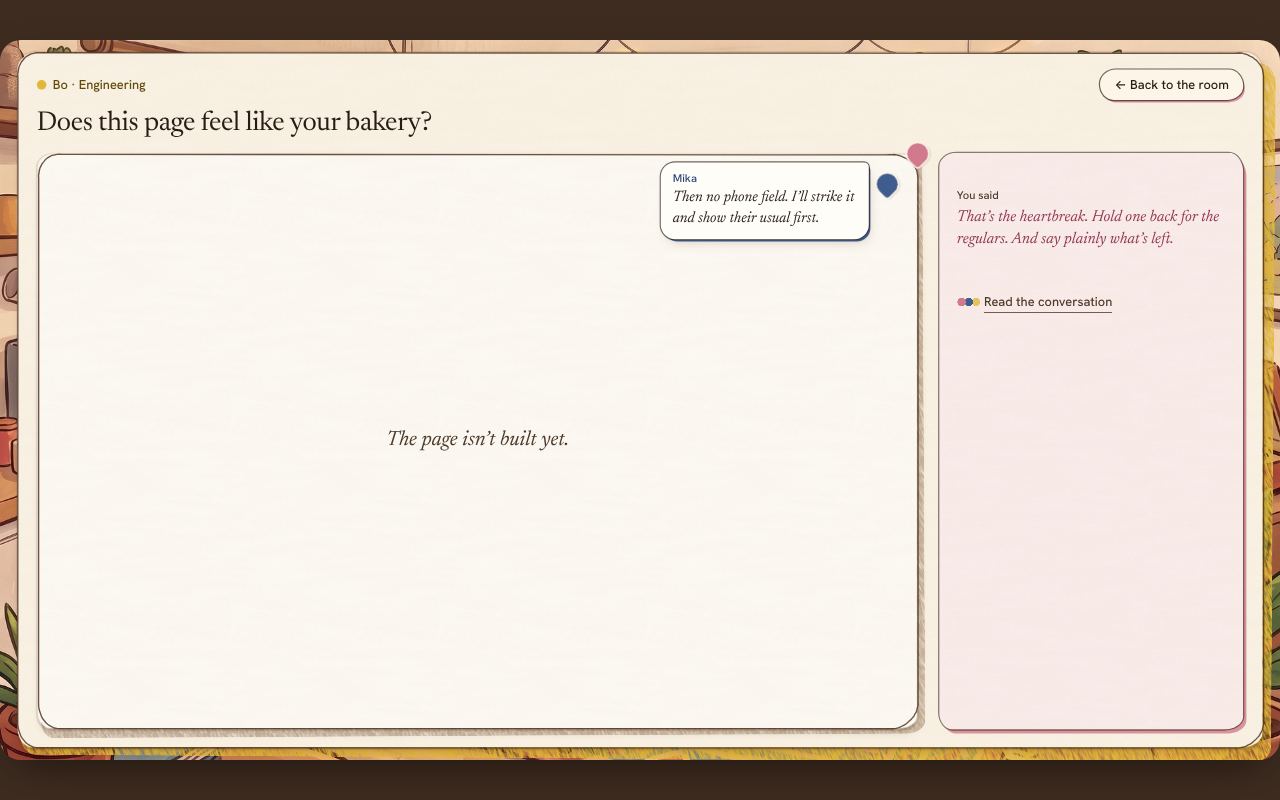 Bo · Engineering
← Back to the room
Does this page feel like your bakery?
Mika
Then no phone field. I’ll strike it
and show their usual first.
The page isn’t built yet.
You said
That’s the heartbreak. Hold one back for the
regulars. And say plainly what’s left.
Read the conversation